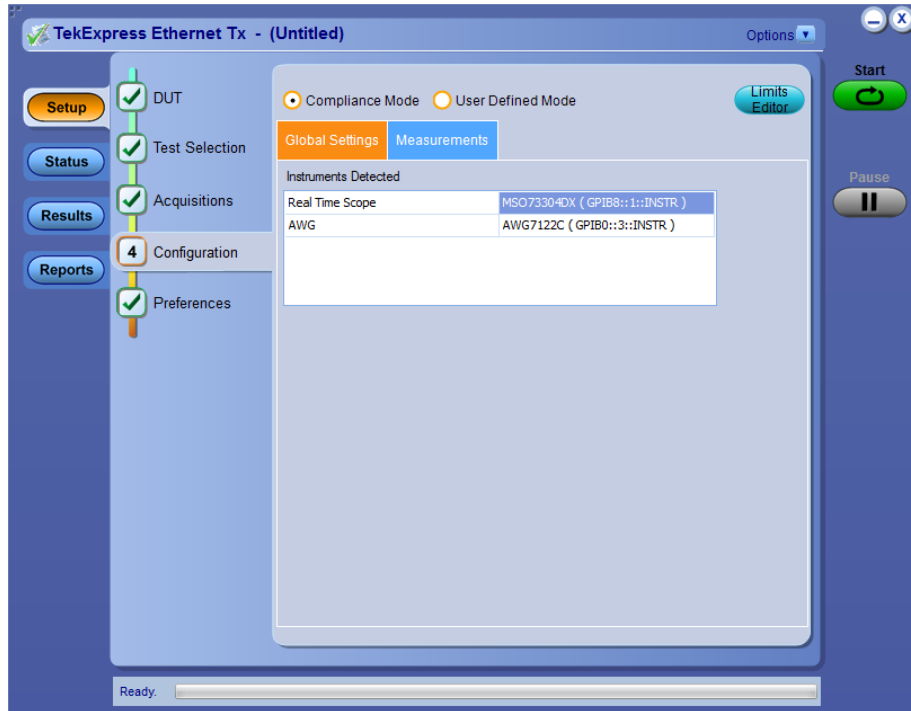 TekExpress Ethernet Tx - (Untitled)
Options
Start
Pause
Setup
Status
Results
Reports
DUT
Test Selection
Acquisitions
4 Configuration
Preferences
Compliance Mode User Defined Mode
Limits
Editor
Global Settings Measurements
Instruments Detected
Real Time Scope MSO73304DX ( GPIB8::1::INSTR )
AWG AWG7122C ( GPIB0::3::INSTR )
Ready.